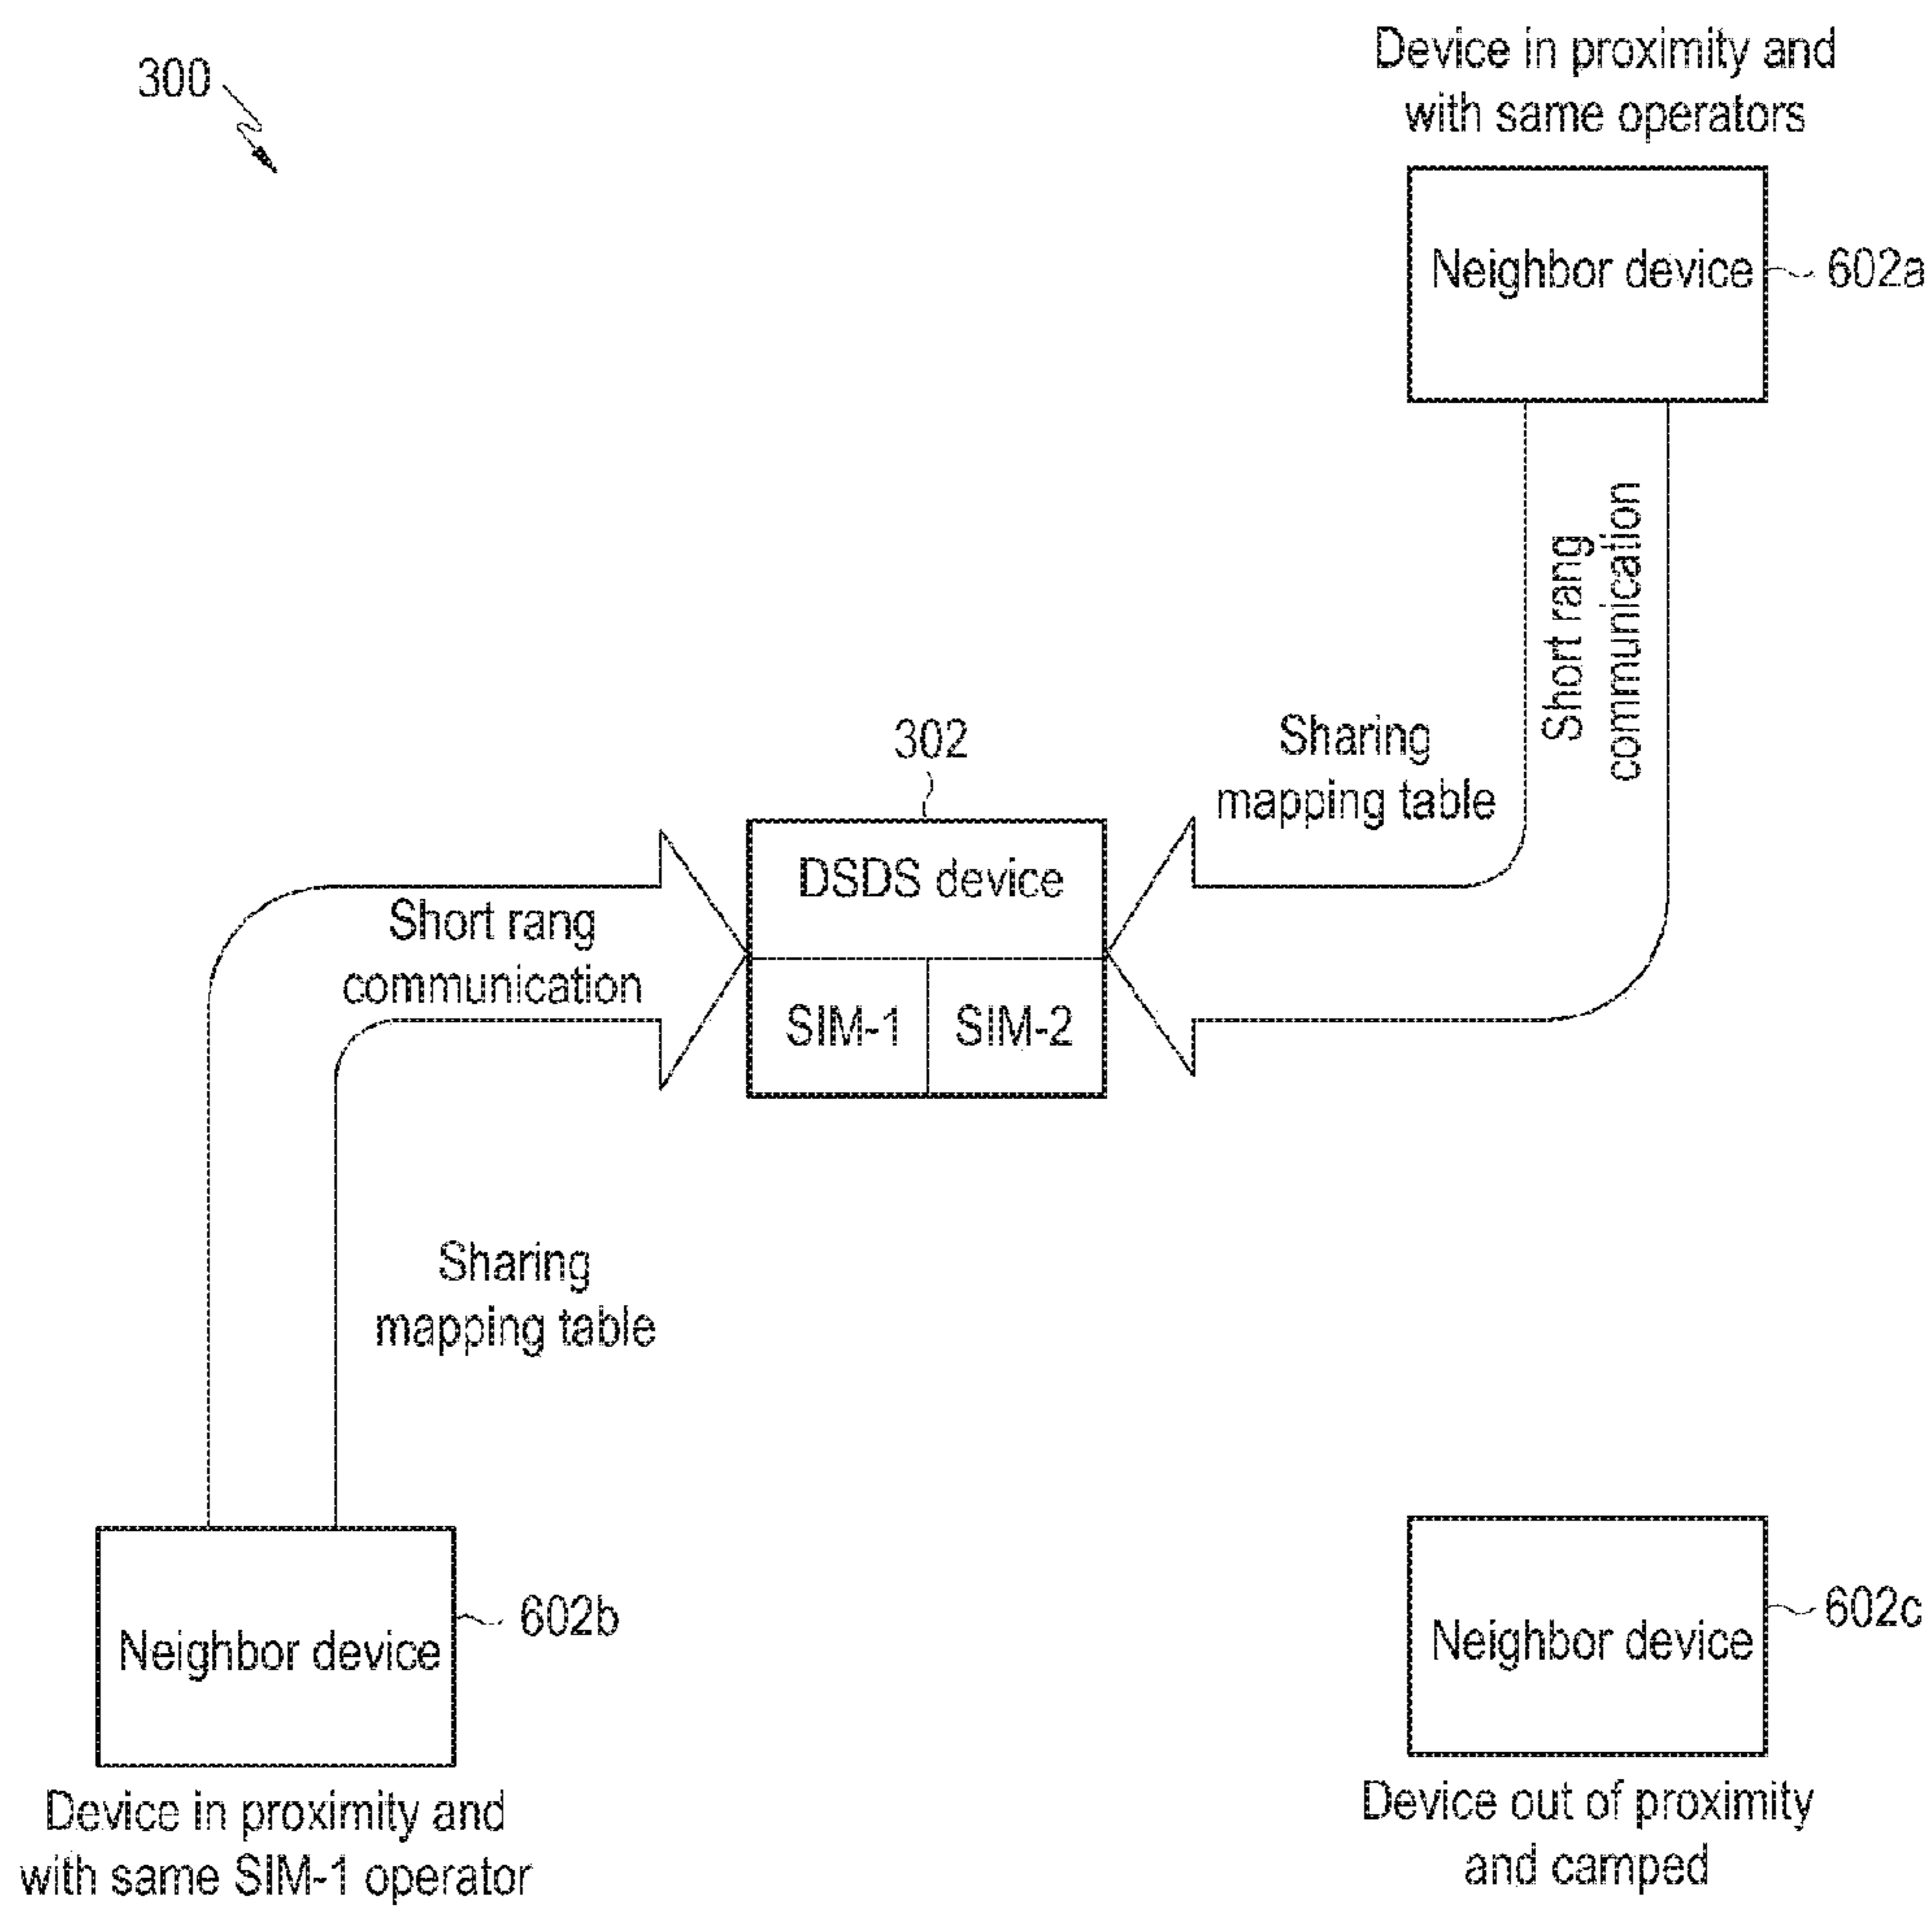 300
Device in proximity and
with same operators
Neighbor device
602a
Short rang
communication
Sharing
mapping table
302
DSDS device
SIM-1
SIM-2
Short rang
communication
Sharing
mapping table
Neighbor device
602b
Device in proximity and
with same SIM-1 operator
Neighbor device
602c
Device out of proximity
and camped